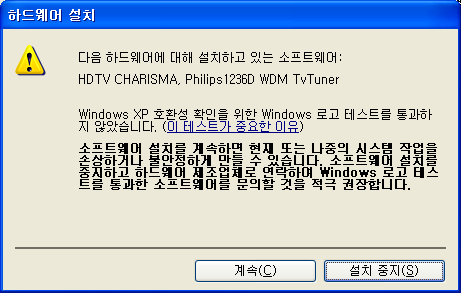 하드웨어 설치
다음 하드웨어에 대해 설치하고 있는 소프트웨어:
HDTV CHARISMA, Philips1236D WDM TvTuner
Windows XP 호환성 확인을 위한 Windows 로고 테스트를 통과하
지 않았습니다. (이 테스트가 중요한 이유)
소프트웨어 설치를 계속하면 현재 또는 나중의 시스템 작업을
손상하거나 불안정하게 만들 수 있습니다. 소프트웨어 설치를
중지하고 하드웨어 제조업체로 연락하여 Windows 로고 테스
트를 통과한 소프트웨어를 문의할 것을 적극 권장합니다.
계속(C)
설치 중지(S)